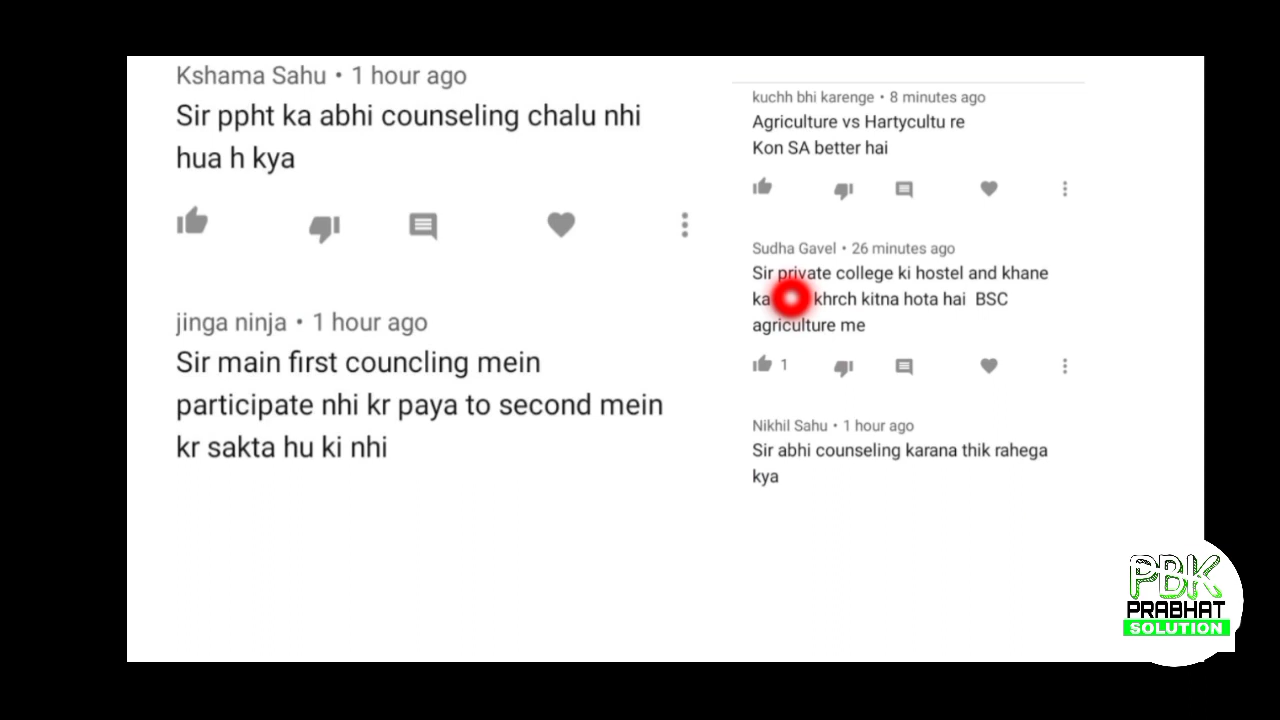 Kshama Sahu • 1 hour ago
Sir ppht ka abhi counseling chalu nhi
hua h kya
jinga ninja • 1 hour ago
Sir main first councling mein
participate nhi kr paya to second mein
kr sakta hu ki nhi
kuchh bhi karenge • 8 minutes ago
Agriculture vs Hartycultu re
Kon SA better hai
Sudha Gavel • 26 minutes ago
Sir private college ki hostel and khane
ka khrch kitna hota hai BSC
agriculture me
1
Nikhil Sahu • 1 hour ago
Sir abhi counseling karana thik rahega
kya
PBK
PRABHAT
SOLUTION